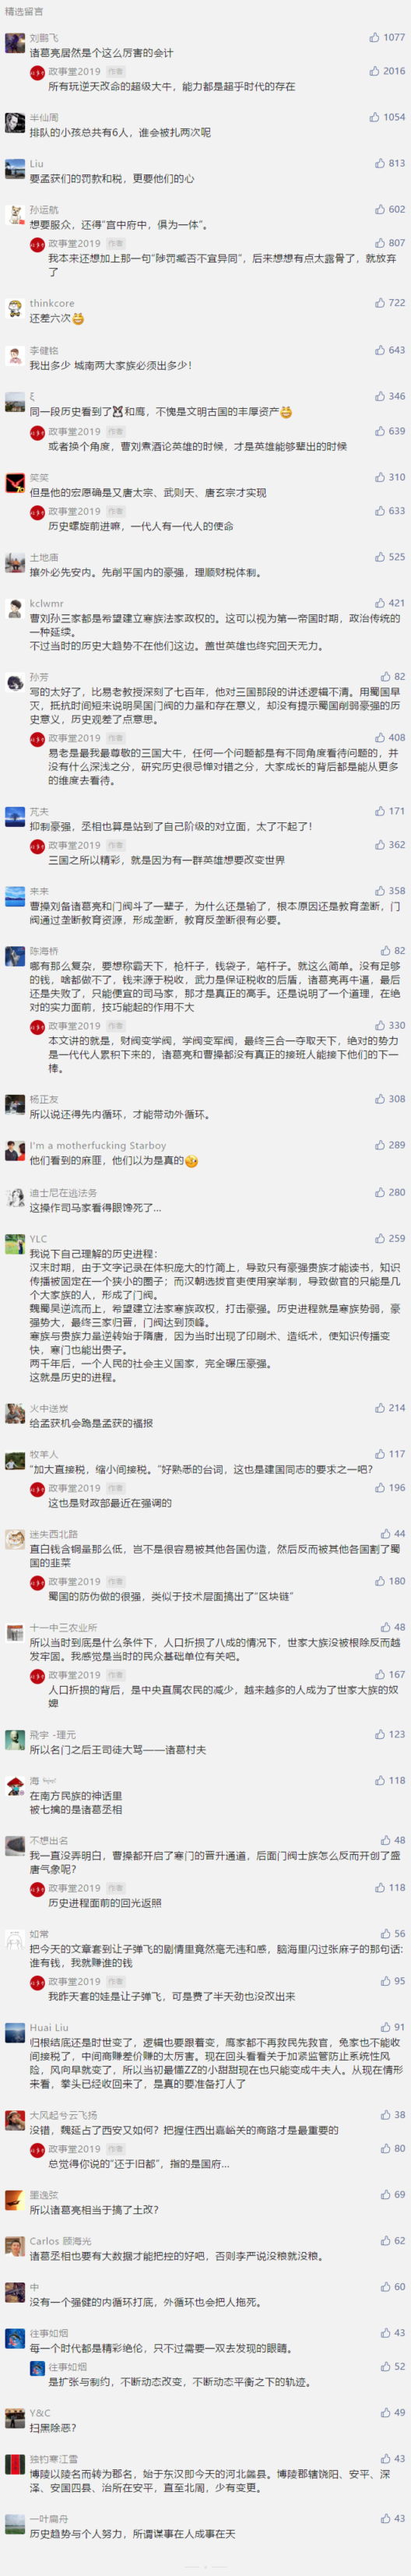 精选留言
刘鹏飞
1077
诸葛亮居然是个这么厉害的会计
政事堂2019 作者
2016
所有玩逆天改命的超级大牛，能力都是超乎时代的存在
半仙周
1054
排队的小孩总共有6人，谁会被扎两次呢
Liu
813
要孟获们的罚款和税，更要他们的心
孙运航
602
想要服众，还得“宫中府中，俱为一体”。
政事堂2019 作者
807
我本来还想加上那一句“陟罚臧否不宜异同”，后来想想有点太露骨了，就放弃
了
thinkcore
722
还差六次
李健铭
643
我出多少 城南两大家族必须出多少！
ξ
346
同一段历史看到了和鹰，不愧是文明古国的丰厚资产
政事堂2019 作者
639
或者换个角度，曹刘煮酒论英雄的时候，才是英雄能够辈出的时候
笑笑
310
但是他的宏愿确是又唐太宗、武则天、唐玄宗才实现
政事堂2019 作者
633
历史螺旋前进嘛，一代人有一代人的使命
土地庙
525
攘外必先安内。先削平国内的豪强，理顺财税体制。
kclwmr
421
曹刘孙三家都是希望建立寒族法家政权的。这可以视为第一帝国时期，政治传统的
一种延续。
不过当时的历史大趋势不在他们这边。盖世英雄也终究回天无力。
孙芳
82
写的太好了，比易老教授深刻了七百年，他对三国那段的讲述逻辑不清。用蜀国早
灭，抵抗时间短来说明吴国门阀的力量和存在意义，却没有提示蜀国削弱豪强的历
史意义，历史观差了点意思。
政事堂2019 作者
408
易老是最我最尊敬的三国大牛，任何一个问题都是有不同角度看待问题的，并
没有什么深浅之分，研究历史很忌惮对错之分，大家成长的背后都是能从更多
的维度去看待。
芃夫
171
抑制豪强，丞相也算是站到了自己阶级的对立面，太了不起了！
政事堂2019 作者
362
三国之所以精彩，就是因为有一群英雄想要改变世界
来来
358
曹操刘备诸葛亮和门阀斗了一辈子，为什么还是输了，根本原因还是教育垄断，门
阀通过垄断教育资源，形成垄断，教育反垄断很有必要。
陈海桥
82
哪有那么复杂，要想称霸天下，枪杆子，钱袋子，笔杆子。就这么简单。没有足够
的钱，啥都做不了，钱来源于税收，武力是保证税收的后盾，诸葛亮再牛逼，最后
还是失败了，只能便宜的司马家，那才是真正的高手。还是说明了一个道理，在绝
对的实力面前，技巧能起的作用不大
政事堂2019 作者
330
本文讲的就是，财阀变学阀，学阀变军阀，最终三合一夺取天下，绝对的势力
是一代代人累积下来的，诸葛亮和曹操都没有真正的接班人能接下他们的下一
棒。
杨正友
308
所以说还得先内循环，才能带动外循环。
I'm a motherfucking Starboy
289
他们看到的麻匪，他们以为是真的
迪士尼在逃法务
280
这操作司马家看得眼馋死了...
YLC
259
我说下自己理解的历史进程：
汉末时期，由于文字记录在体积庞大的竹简上，导致只有豪强贵族才能读书，知识
传播被固定在一个狭小的圈子；而汉朝选拔官吏使用察举制，导致做官的只能是几
个大家族的人，形成了门阀。
魏蜀吴逆流而上，希望建立法家寒族政权，打击豪强。历史进程就是寒族势弱，豪
强势大，最终三家归晋，门阀达到顶峰。
寒族与贵族力量逆转始于隋唐，因为当时出现了印刷术、造纸术，使知识传播变
快，寒门也能出贵子。
两千年后，一个人民的社会主义国家，完全碾压豪强。
这就是历史的进程。
火中送炭
214
给孟获机会跪是孟获的福报
牧羊人
117
“加大直接税，缩小间接税。”好熟悉的台词，这也是建国同志的要求之一吧？
政事堂2019 作者
196
这也是财政部最近在强调的
迷失西北路
44
直白钱含铜量那么低，岂不是很容易被其他各国伪造，然后反而被其他各国割了蜀
国的韭菜
政事堂2019 作者
180
蜀国的防伪做的很强，类似于技术层面搞出了“区块链”
十一中三农业所
48
所以当时到底是什么条件下，人口折损了八成的情况下，世家大族没被根除反而越
发牢固。我感觉是当时的民众基础单位有关吧。
政事堂2019 作者
167
人口折损的背后，是中央直属农民的减少，越来越多的人成为了世家大族的奴
婢
飛宇 -理元
123
所以名门之后王司徒大骂——诸葛村夫
海
118
在南方民族的神话里
被七擒的是诸葛丞相
不想出名
48
我一直没弄明白，曹操都开启了寒门的晋升通道，后面门阀士族怎么反而开创了盛
唐气象呢？
政事堂2019 作者
118
历史进程面前的回光返照
如常
56
把今天的文章套到让子弹飞的剧情里竟然毫无违和感，脑海里闪过张麻子的那句话：
谁有钱，我就赚谁的钱
政事堂2019 作者
95
我昨天套的娃是让子弹飞，可是费了半天劲也没改出来
Huai Liu
91
归根结底还是时世变了，逻辑也要跟着变，鹰家都不再救民先救官，兔家也不能收
间接税了，中间商赚差价赚的太厉害。现在回头看看关于加紧监管防止系统性风
险，风向早就变了，所以当初最懂ZZ的小甜甜现在也只能变成牛夫人。从现在情形
来看，拳头已经收回来了，是真的要准备打人了
大风起兮云飞扬
38
没错，魏延占了西安又如何？把握住西出嘉峪关的商路才是最重要的
政事堂2019 作者
80
总觉得你说的“还于旧都”，指的是国府...
墨逸弦
69
所以诸葛亮相当于搞了土改？
Carlos 顾海光
62
诸葛丞相也要有大数据才能把控的好吧，否则李严说没粮就没粮。
中
60
没有一个强健的内循环打底，外循环也会把人拖死。
往事如烟
43
每一个时代都是精彩绝伦，只不过需要一双去发现的眼睛。
往事如烟
52
是扩张与制约，不断动态改变，不断动态平衡之下的轨迹。
Y&C
49
扫黑除恶？
独钓寒江雪
43
博陵以陵名而转为郡名，始于东汉即今天的河北蠡县。博陵郡辖饶阳、安平、深
泽、安国四县、治所在安平，直至北周，少有变更。
一叶扁舟
43
历史趋势与个人努力，所谓谋事在人成事在天